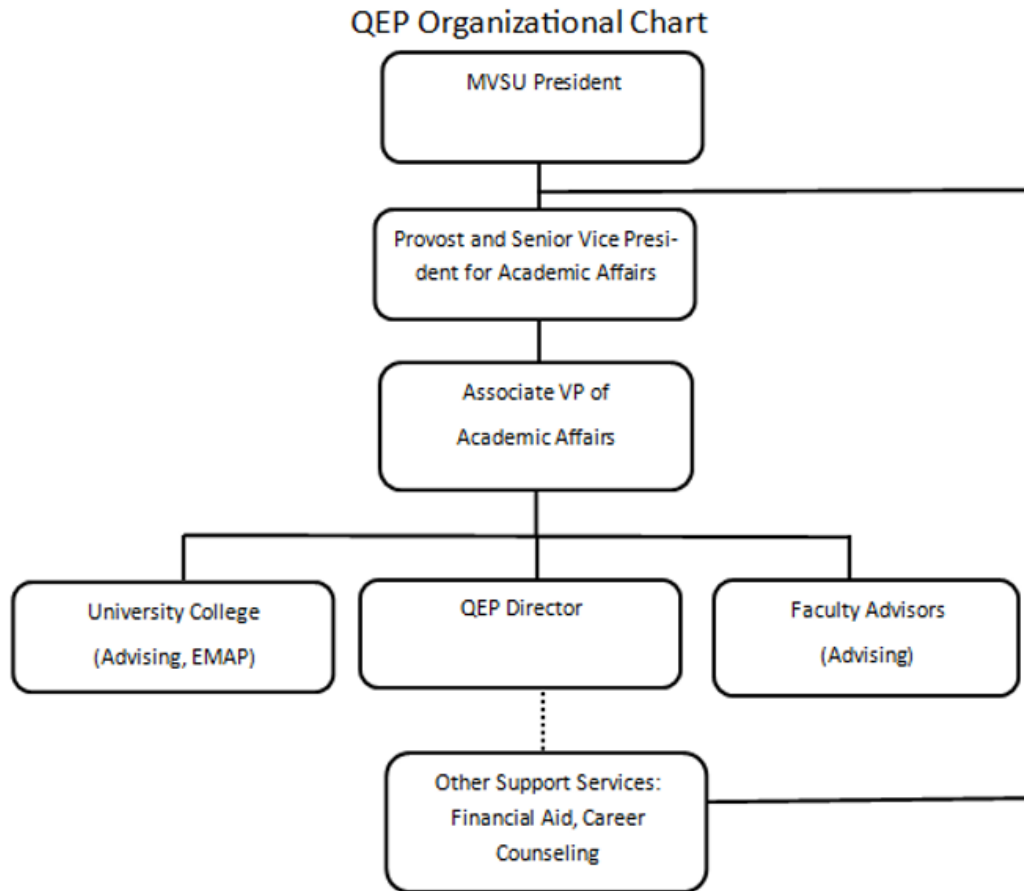 QEP Organizational Chart
MVSU President
Provost and Senior Vice Presi-
dent for Academic Affairs
Associate VP of
Academic Affairs
University College
(Advising, EMAP)
QEP Director
Faculty Advisors
(Advising)
Other Support Services:
Financial Aid, Career
Counseling